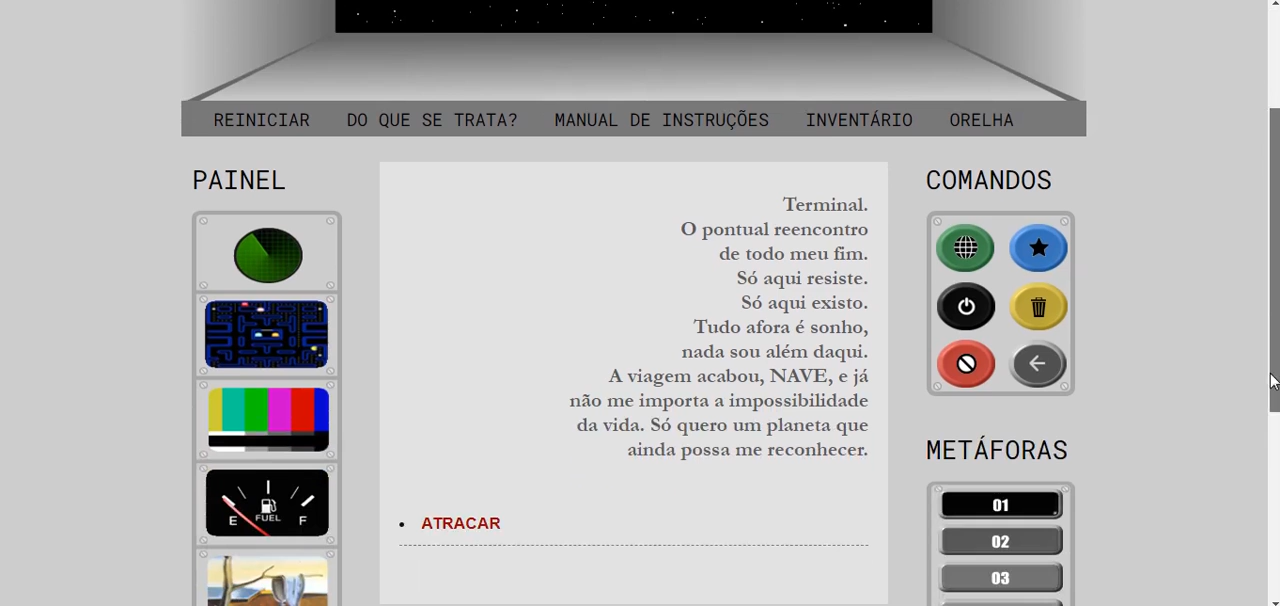 REINICIAR DO QUE SE TRATA? MANUAL DE INSTRUÇÕES INVENTÁRIO ORELHA
PAINEL
E FUEL F
Terminal.
O pontual reencontro
de todo meu fim.
Só aqui resiste.
Só aqui existo.
Tudo afora é sonho,
nada sou além daqui.
A viagem acabou, NAVE, e já
não me importa a impossibilidade
da vida. Só quero um planeta que
ainda possa me reconhecer.
ATRACAR
COMANDOS
METÁFORAS
01
02
03